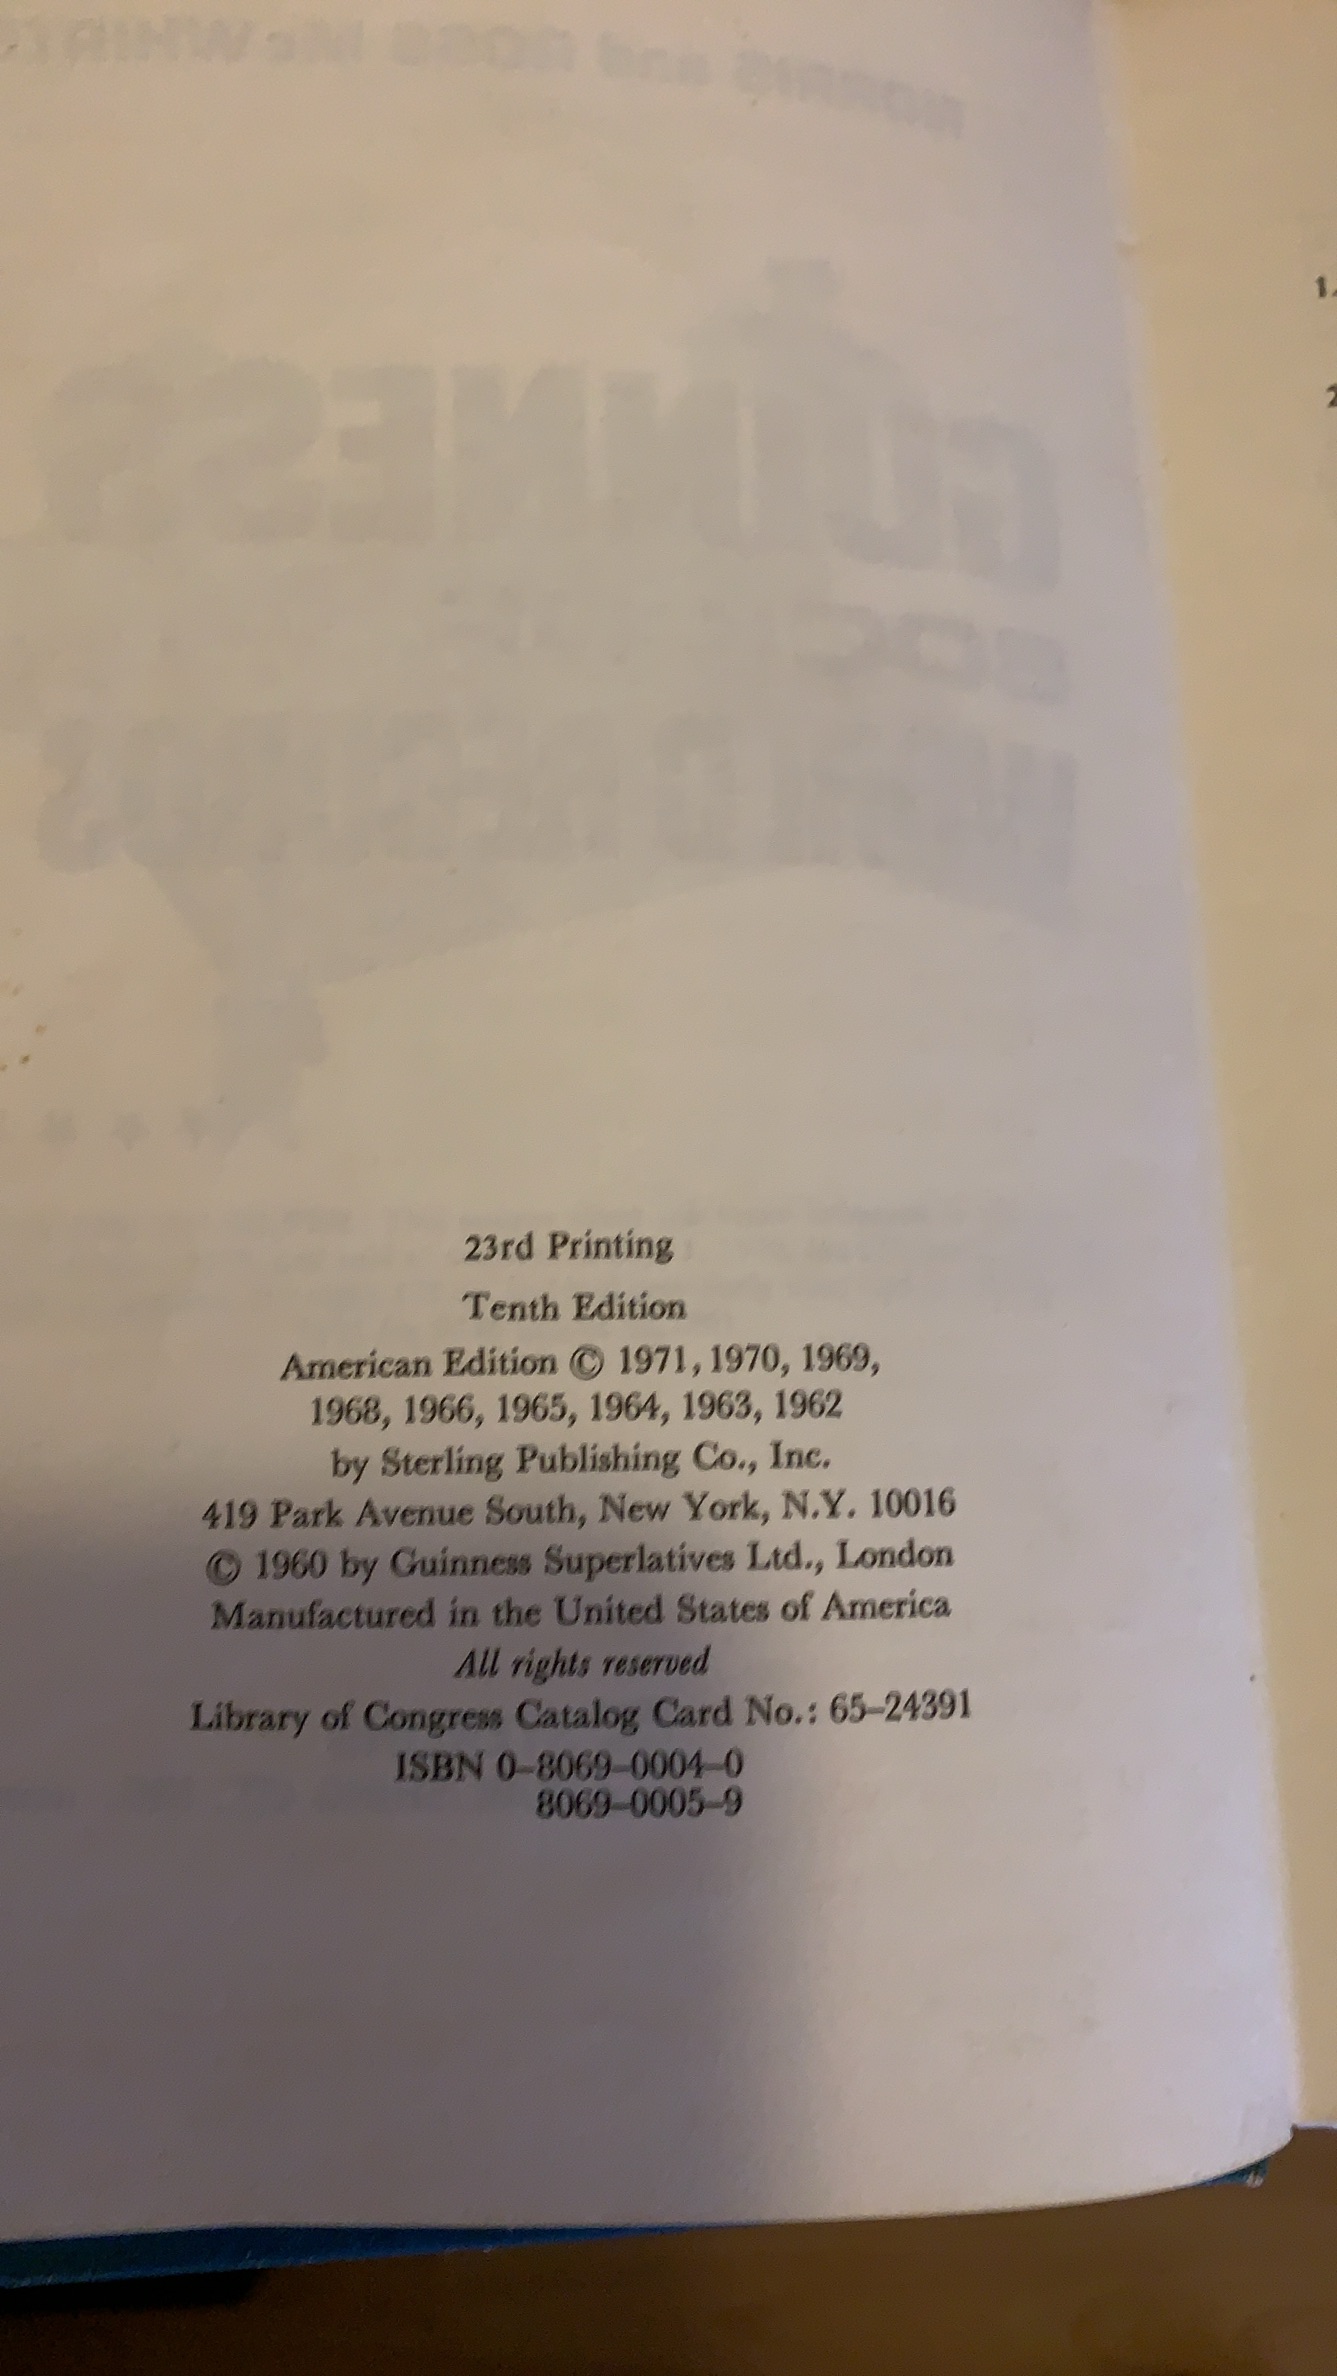 23rd Printing
Tenth Edition
American Edition © 1971, 1970, 1969,
1968, 1966, 1965, 1964, 1963, 1962
by Sterling Publishing Co., Inc.
419 Park Avenue South, New York, N.Y. 10016
© 1960 by Guinness Superlatives Ltd., London
Manufactured in the United States of America
All rights reserved
Library of Congress Catalog Card No.: 65–24391
ISBN 0–8069–0004–0
8069–0005–9
1.
2